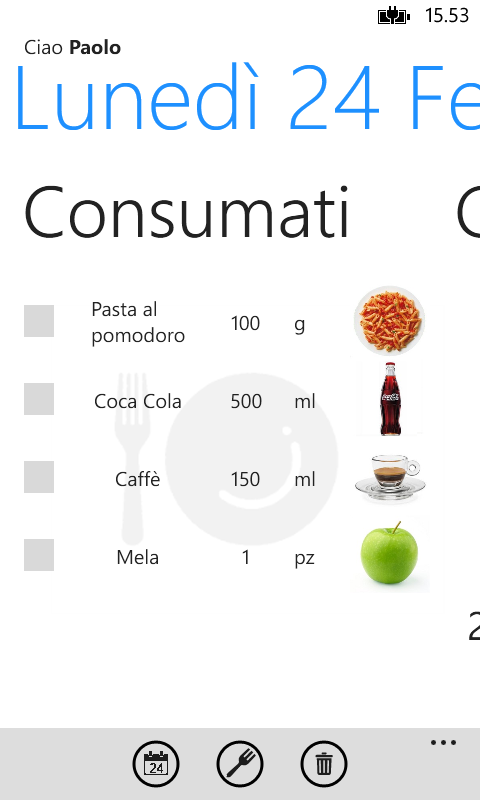 15.53
Ciao Paolo
Lunedì 24 Fe
Consumati
Pasta al
pomodoro 100 g
Coca Cola 500 ml
Caffè 150 ml
Mela 1 pz
2
24